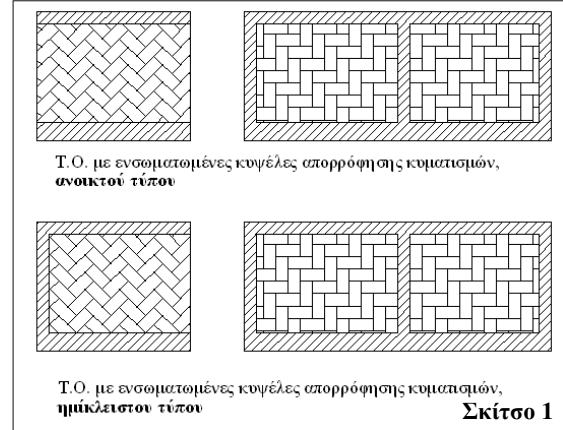 Τ.Ο. με ενσωματωμένες κυψέλες απορρόφησης κυματισμών,
ανοικτού τύπου
Τ.Ο. με ενσωματωμένες κυψέλες απορρόφησης κυματισμών,
ημίκλειστου τύπου
Σκίτσο 1